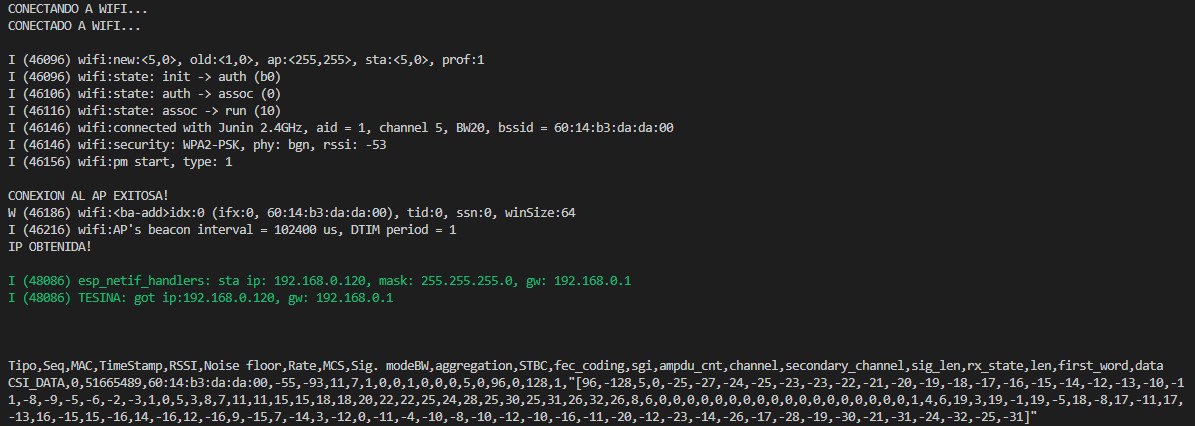 CONECTANDO A WIFI...
CONECTADO A WIFI...
I (46096) wifi:new:<5,0>, old:<1,0>, ap:<255,255>, sta:<5,0>, prof:1
I (46096) wifi:state: init -> auth (b0)
I (46106) wifi:state: auth -> assoc (0)
I (46116) wifi:state: assoc -> run (10)
I (46146) wifi:connected with Junin 2.4GHz, aid = 1, channel 5, BW20, bssid = 60:14:b3:da:da:00
I (46146) wifi:security: WPA2-PSK, phy: bgn, rssi: -53
I (46156) wifi:pm start, type: 1
CONEXION AL AP EXITOSA!
W (46186) wifi:<ba-add>idx:0 (ifx:0, 60:14:b3:da:da:00), tid:0, ssn:0, winSize:64
I (46216) wifi:AP's beacon interval = 102400 us, DTIM period = 1
IP OBTENIDA!
I (48086) esp_netif_handlers: sta ip: 192.168.0.120, mask: 255.255.255.0, gw: 192.168.0.1
I (48086) TESINA: got ip:192.168.0.120, gw: 192.168.0.1
Tipo,Seq,MAC,TimeStamp,RSSI,Noise floor,Rate,MCS,Sig. modeBW,aggregation,STBC,fec_coding,sgi,ampdu_cnt,channel,secondary_channel,sig_len,rx_state,len,first_word,data
CSI_DATA,0,51665489,60:14:b3:da:da:00,-55,-93,11,7,1,0,0,1,0,0,0,5,0,96,0,128,1,"[96,-128,5,0,-25,-27,-24,-25,-23,-23,-22,-21,-20,-19,-18,-17,-16,-15,-14,-12,-13,-10,-1
1,-8,-9,-5,-6,-2,-3,1,0,5,3,8,7,11,11,15,15,18,18,20,22,22,25,24,28,25,30,25,31,26,32,26,8,6,0,0,0,0,0,0,0,0,0,0,0,0,0,0,0,0,0,0,1,4,6,19,3,19,-1,19,-5,18,-8,17,-11,17,
-13,16,-15,15,-16,14,-16,12,-16,9,-15,7,-14,3,-12,0,-11,-4,-10,-8,-10,-12,-10,-16,-11,-20,-12,-23,-14,-26,-17,-28,-19,-30,-21,-31,-24,-32,-25,-31]"